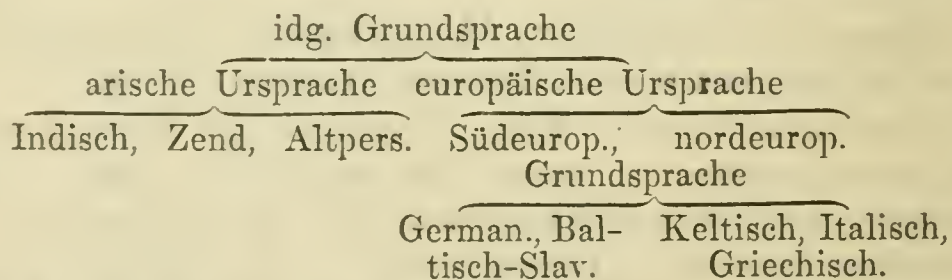 idg. Grundsprache
arische Ursprache europäische Ursprache
Indisch, Zend, Altpers. Südeurop., nordeurop.
Grundsprache
German., Bal- Keltisch, Italisch,
tisch-Slav. Griechisch.